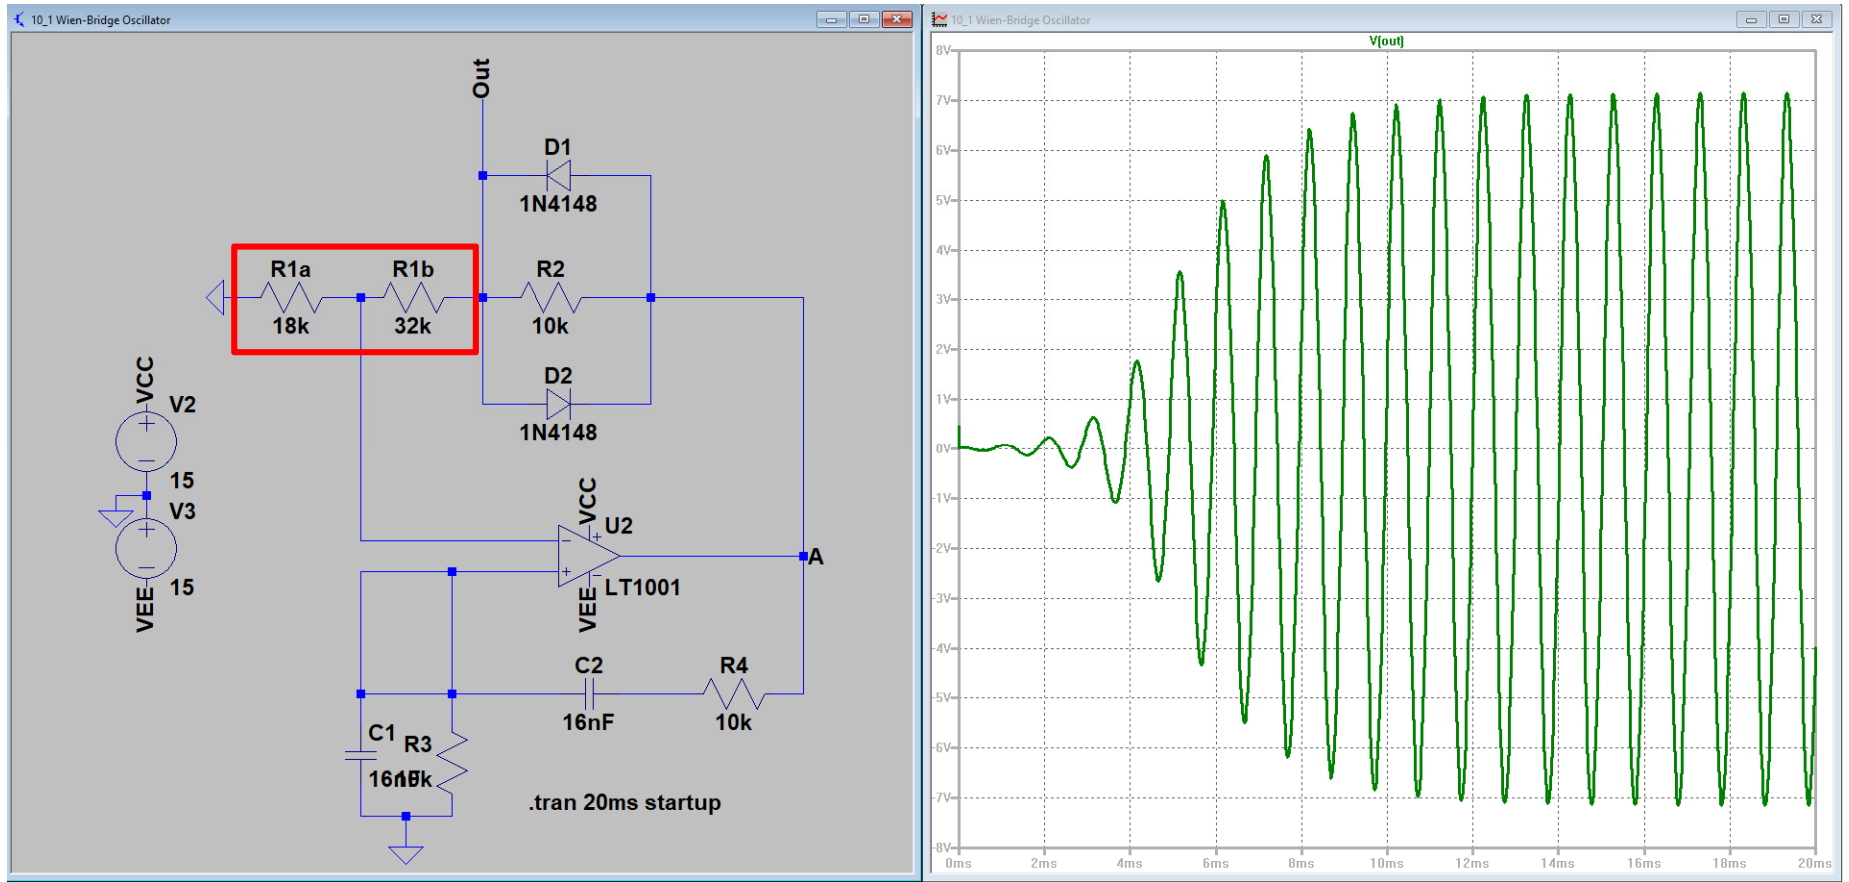 10_1 Wien-Bridge Oscillator
Out
D1
1N4148
R1a
R1b
R2
18k
32k
10k
D2
1N4148
VCC
V2
15
V3
15
VEE
VCC
U2
LT1001
VEE
A
C2
R4
16nF
10k
C1
R3
16nF
10k
.tran 20ms startup
10_1 Wien-Bridge Oscillator
V(out)
8V
7V
6V
5V
4V
3V
2V
1V
0V
-1V
-2V
-3V
-4V
-5V
-6V
-7V
-8V
0ms 2ms 4ms 6ms 8ms 10ms 12ms 14ms 16ms 18ms 20ms